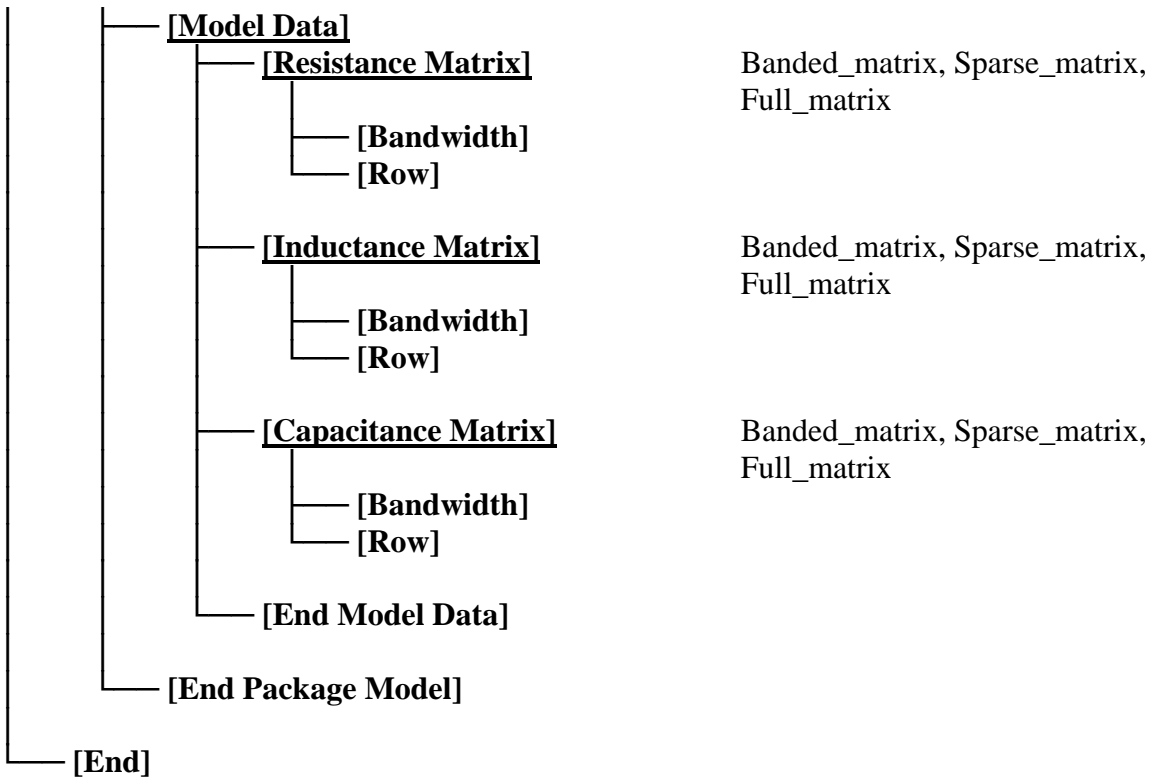 [Model Data]
[Resistance Matrix] Banded_matrix, Sparse_matrix,
Full_matrix
[Bandwidth]
[Row]
[Inductance Matrix] Banded_matrix, Sparse_matrix,
Full_matrix
[Bandwidth]
[Row]
[Capacitance Matrix] Banded_matrix, Sparse_matrix,
Full_matrix
[Bandwidth]
[Row]
[End Model Data]
[End Package Model]
[End]